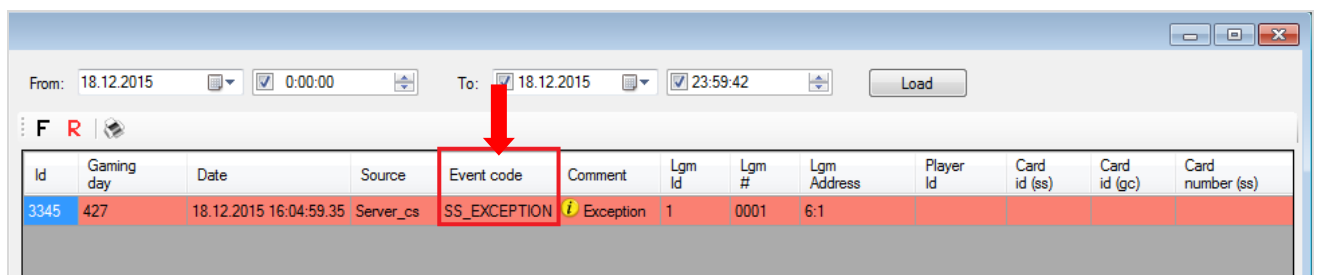 From: 18.12.2015 0:00:00 To: 18.12.2015 23:59:42 Load
F R
Id Gaming day Date Source Event code Comment Lgm Id Lgm # Lgm Address Player Id Card id (ss) Card id (gc) Card number (ss)
3345 427 18.12.2015 16:04:59.35 Server_cs SS_EXCEPTION i Exception 1 0001 6:1